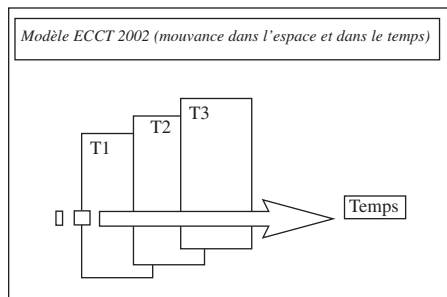 Modèle ECCT 2002 (mouvance dans l'espace et dans le temps)
T3
T2
T1
Temps